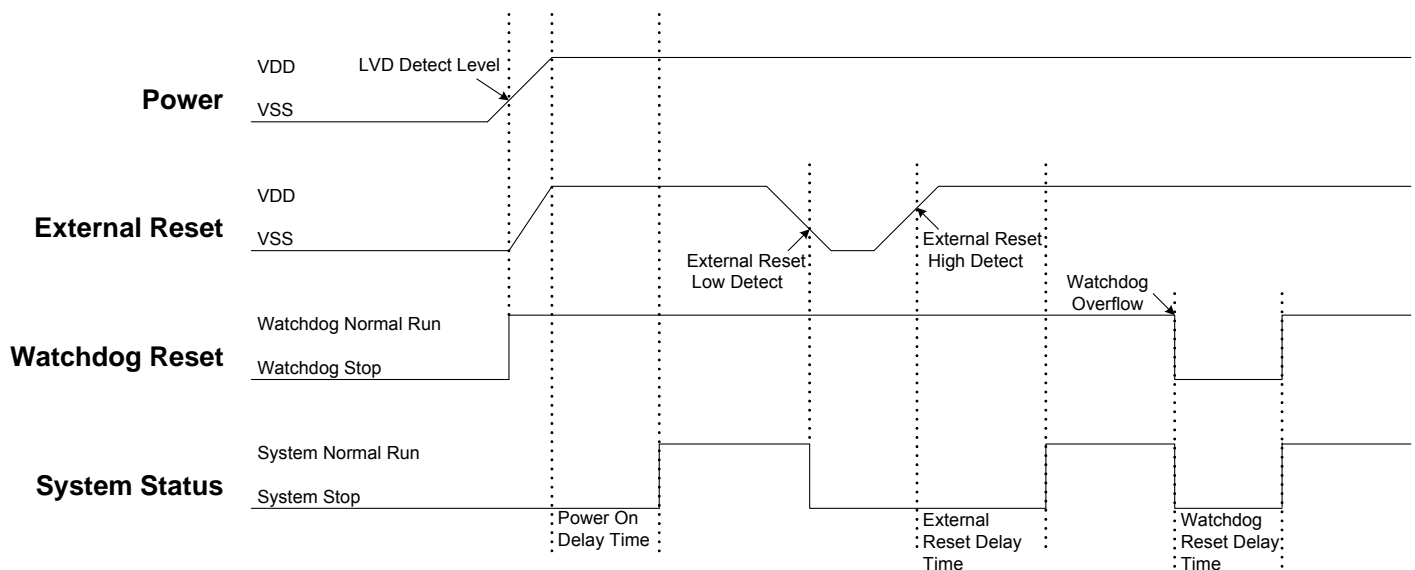 VDD
LVD Detect Level
Power
VSS
VDD
External Reset
VSS
External Reset
Low Detect
External Reset
High Detect
Watchdog
Overflow
Watchdog Normal Run
Watchdog Reset
Watchdog Stop
System Normal Run
System Status
System Stop
Power On
Delay Time
External
Reset Delay
Time
Watchdog
Reset Delay
Time